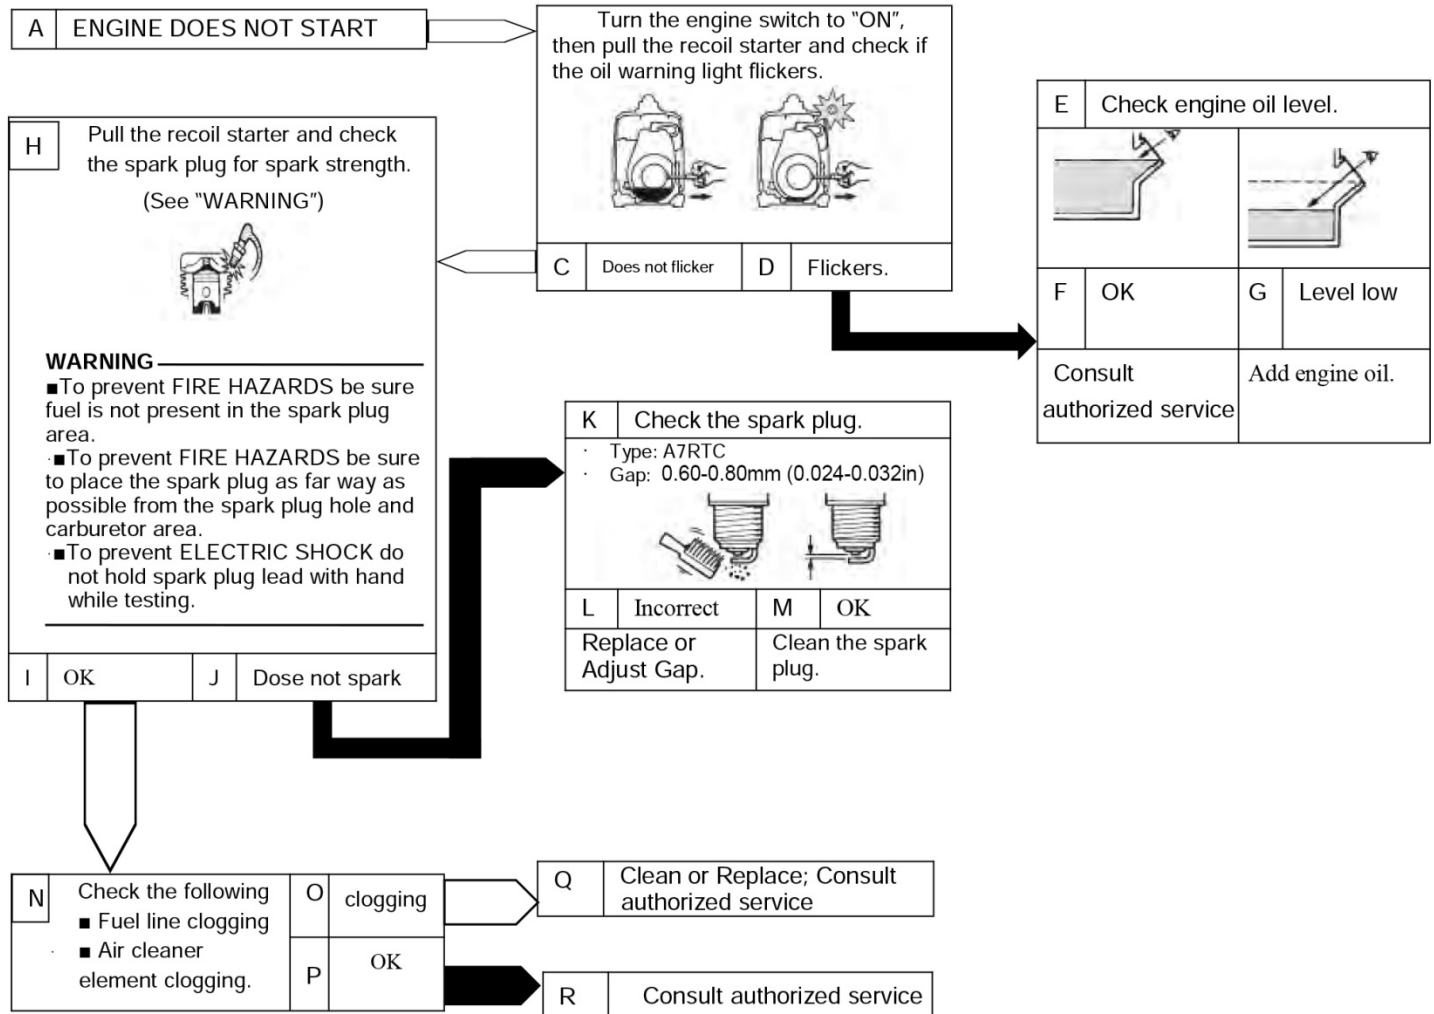 A ENGINE DOES NOT START
Turn the engine switch to “ON”,
then pull the recoil starter and check if
the oil warning light flickers.
C Does not flicker D Flickers.
E Check engine oil level.
F OK G Level low
Consult
authorized service
Add engine oil.
H Pull the recoil starter and check
the spark plug for spark strength.
(See “WARNING”)
WARNING
■To prevent FIRE HAZARDS be sure
fuel is not present in the spark plug
area.
·■To prevent FIRE HAZARDS be sure
to place the spark plug as far way as
possible from the spark plug hole and
carburetor area.
·■To prevent ELECTRIC SHOCK do
not hold spark plug lead with hand
while testing.
I OK J Dose not spark
K Check the spark plug.
· Type: A7RTC
· Gap: 0.60-0.80mm (0.024-0.032in)
L Incorrect M OK
Replace or
Adjust Gap.
Clean the spark
plug.
N Check the following
■ Fuel line clogging
· ■ Air cleaner
element clogging.
O clogging
P OK
Q Clean or Replace; Consult
authorized service
R Consult authorized service